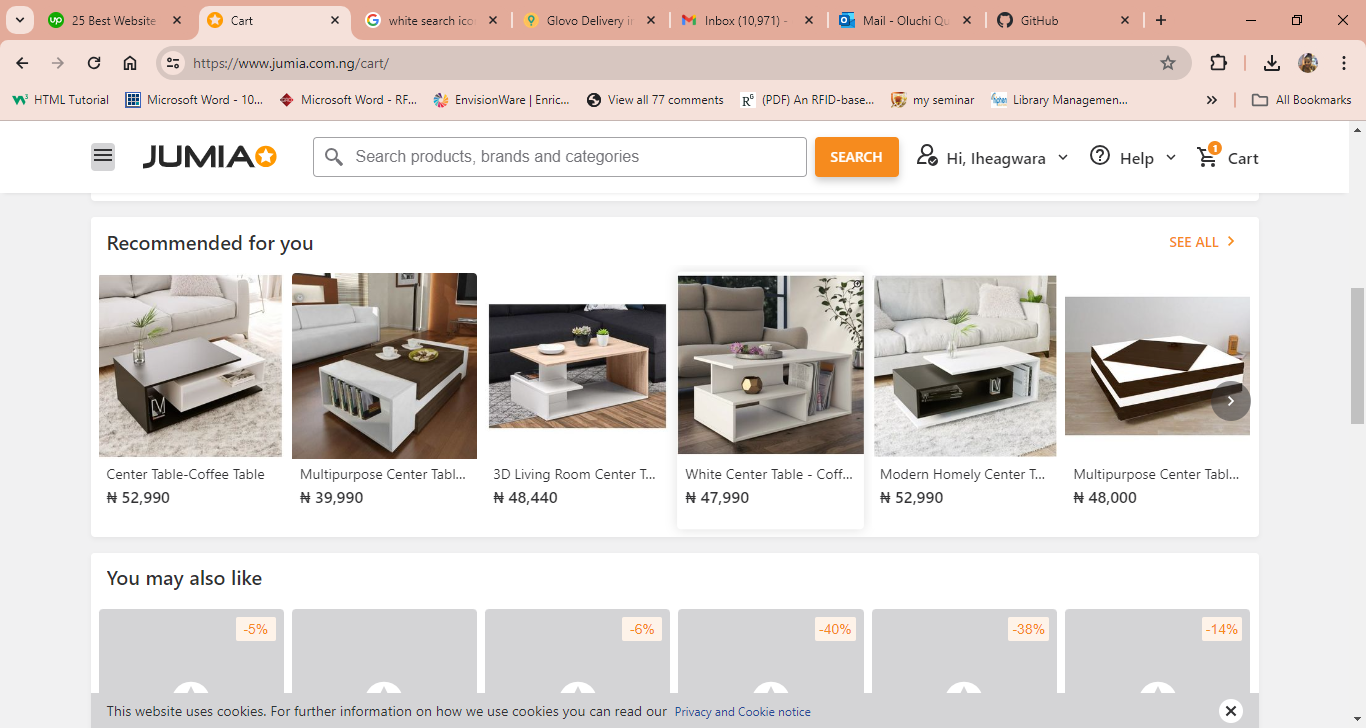 25 Best Website
Cart
white search ico
Glovo Delivery i
Inbox (10,971) -
Mail - Oluchi Qu
GitHub
https://www.jumia.com.ng/cart/
HTML Tutorial
Microsoft Word - 10...
Microsoft Word - RF...
EnvisionWare | Enric...
View all 77 comments
(PDF) An RFID-base...
my seminar
Library Managemen...
All Bookmarks
JUMIA
Search products, brands and categories
SEARCH
Hi, Iheagwara
Help
1
Cart
Recommended for you
SEE ALL
Center Table-Coffee Table
₦ 52,990
Multipurpose Center Tabl...
₦ 39,990
3D Living Room Center T...
₦ 48,440
White Center Table - Coff...
₦ 47,990
Modern Homely Center T...
₦ 52,990
Multipurpose Center Tabl...
₦ 48,000
You may also like
-5%
-6%
-40%
-38%
-14%
This website uses cookies. For further information on how we use cookies you can read our Privacy and Cookie notice